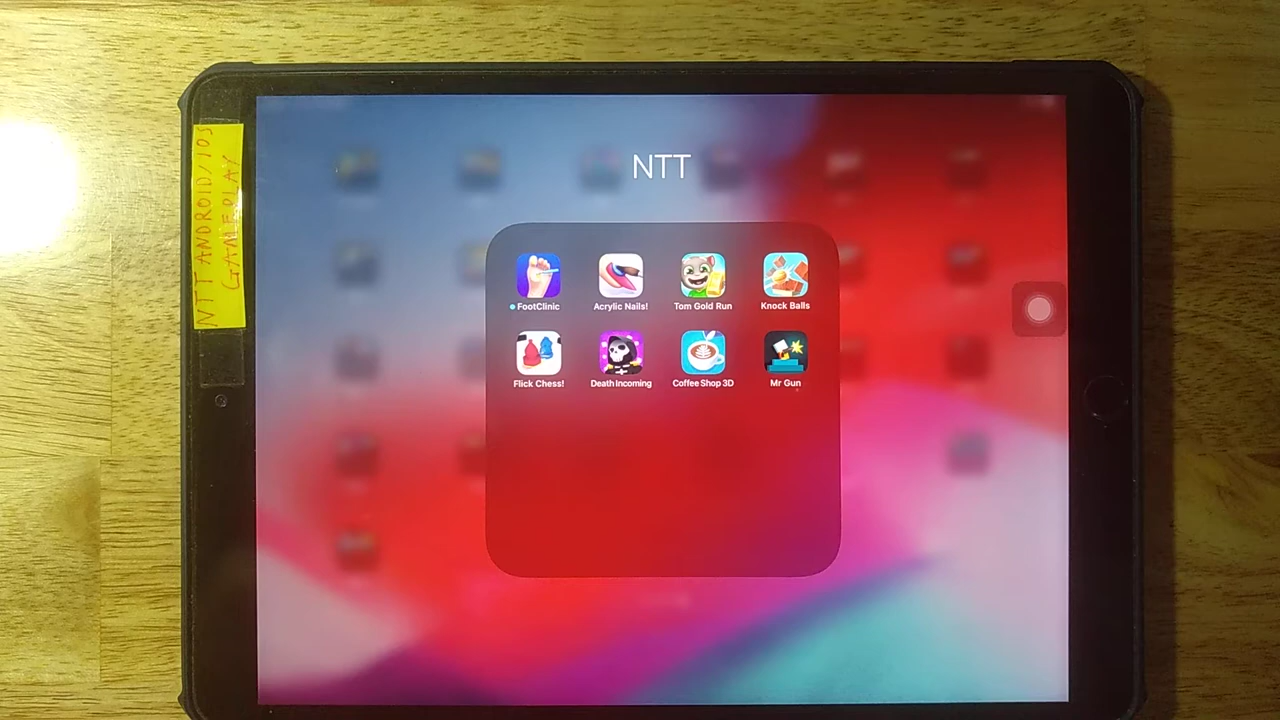 NTT ANDROID/IOS
GAMEPLAY
NTT
FootClinic
Acrylic Nails!
Tom Gold Run
Knock Balls
Flick Chess!
Death Incoming
Coffee Shop 3D
Mr Gun